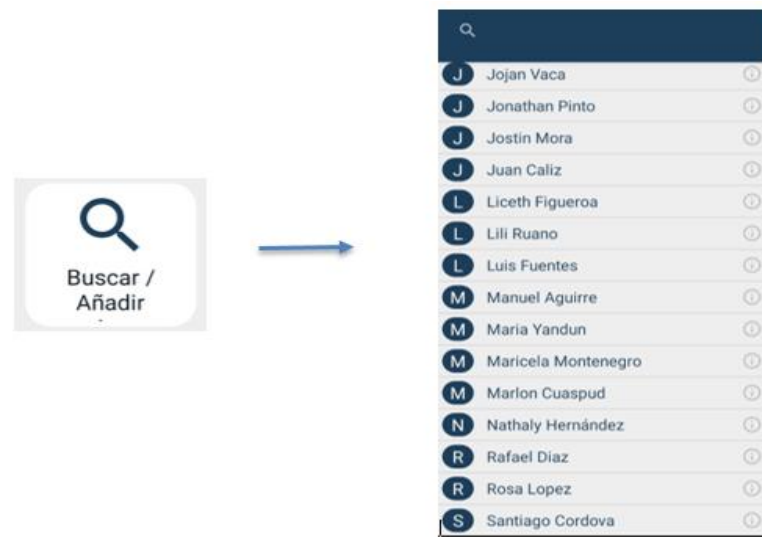 Buscar /
Añadir
J Jojan Vaca
J Jonathan Pinto
J Jostin Mora
J Juan Caliz
L Liceth Figueroa
L Lili Ruano
L Luis Fuentes
M Manuel Aguirre
M Maria Yandun
M Maricela Montenegro
M Marlon Cuaspud
N Nathaly Hernández
R Rafael Diaz
R Rosa Lopez
S Santiago Cordova